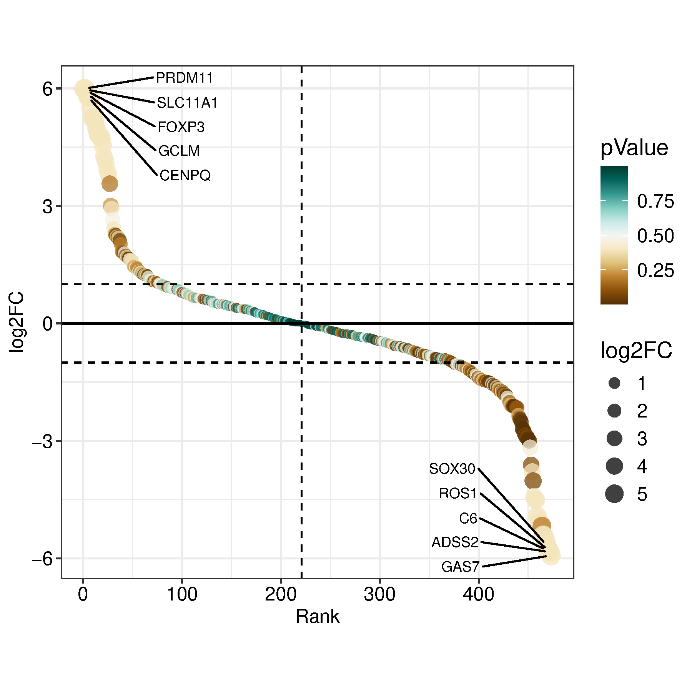 PRDM11
SLC11A1
FOXP3
GCLM
CENPQ
SOX30
ROS1
C6
ADSS2
GAS7
6
3
0
−3
−6
log2FC
0
100
200
300
400
Rank
pValue
0.75
0.50
0.25
log2FC
1
2
3
4
5